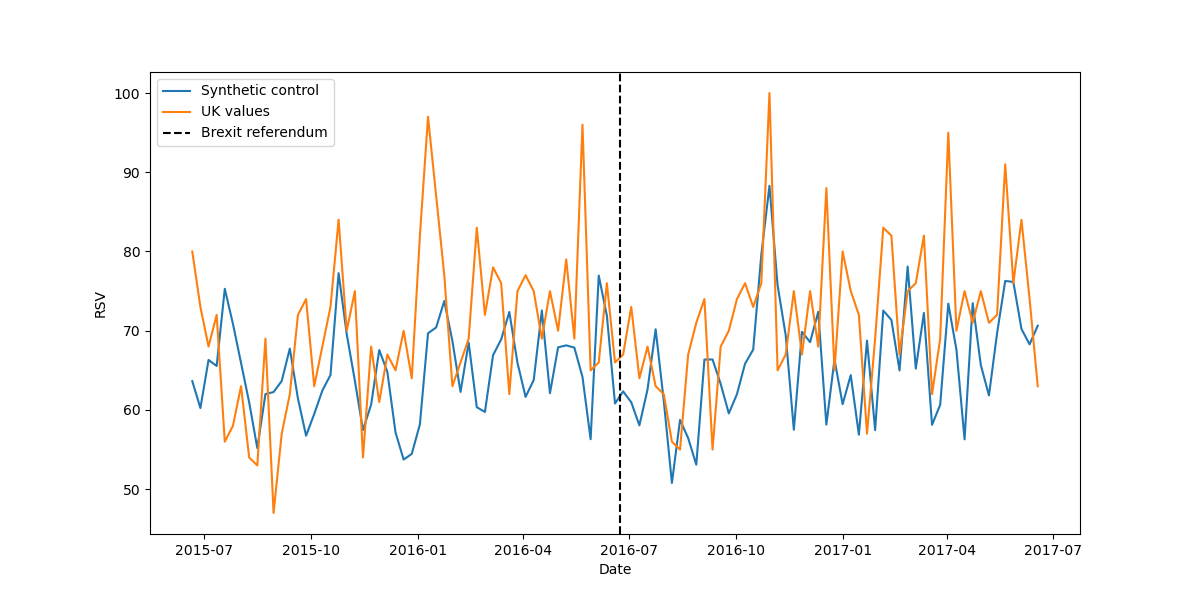 Synthetic control
UK values
Brexit referendum
RSV
100
90
80
70
60
50
2015-07 2015-10 2016-01 2016-04 2016-07 2016-10 2017-01 2017-04 2017-07
Date